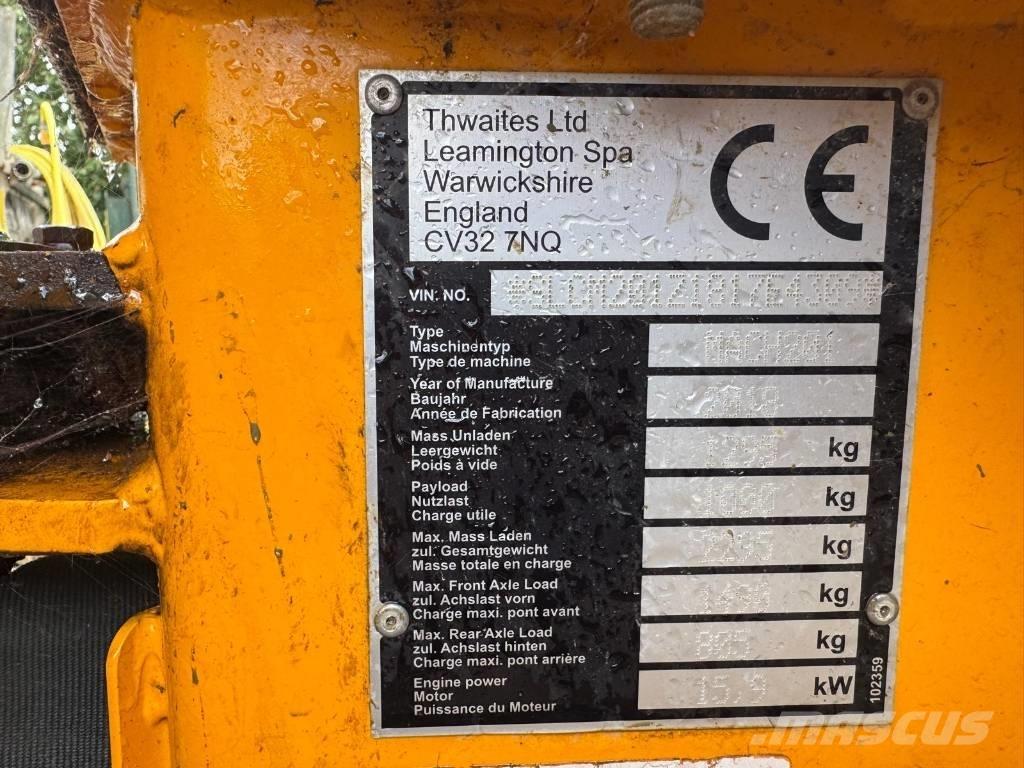 Thwaites Ltd
Leamington Spa
Warwickshire
England
CV32 7NQ
CE
VIN. NO.
Type MACH201
Maschinentyp
Type de machine
Year of Manufacture 2018
Baujahr
Année de Fabrication
Mass Unladen kg
Leergewicht
Poids à vide
Payload kg
Nutzlast
Charge utile
Max. Mass Laden kg
zul. Gesamtgewicht
Masse totale en charge
Max. Front Axle Load kg
zul. Achslast vorn
Charge maxi. pont avant
Max. Rear Axle Load kg
zul. Achslast hinten
Charge maxi. pont arrière
Engine power kW
Motor
Puissance du Moteur
102359
MASCUS